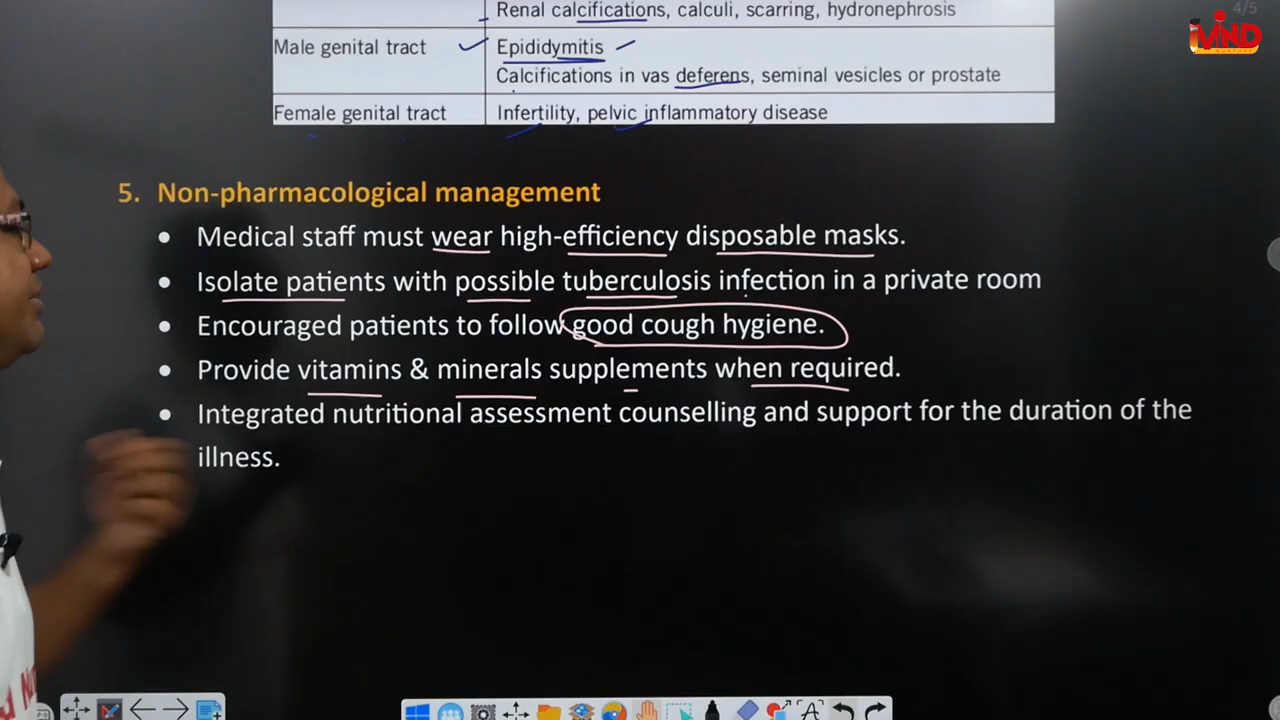 Renal calcifications, calculi, scarring, hydronephrosis
4/5
iMIND
Male genital tract
Epididymitis
Calcifications in vas deferens, seminal vesicles or prostate
Female genital tract
Infertility, pelvic inflammatory disease
5. Non-pharmacological management
• Medical staff must wear high-efficiency disposable masks.
• Isolate patients with possible tuberculosis infection in a private room
• Encouraged patients to follow good cough hygiene.
• Provide vitamins & minerals supplements when required.
• Integrated nutritional assessment counselling and support for the duration of the
illness.